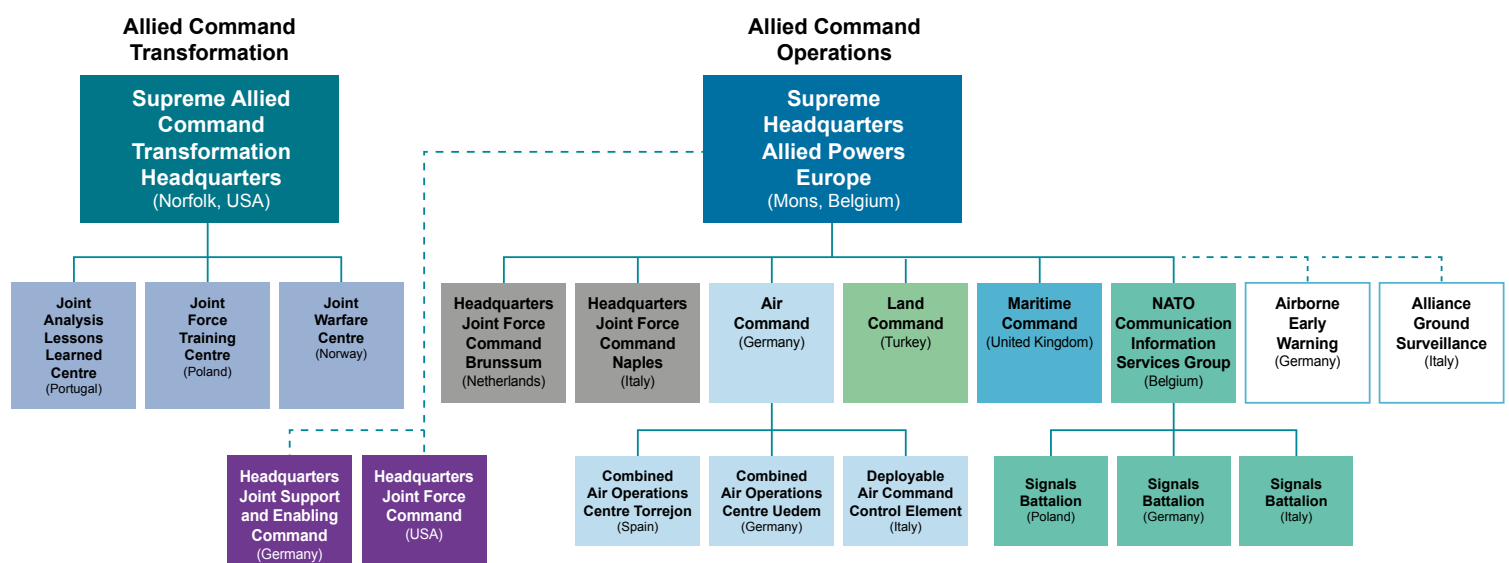 Allied Command
Transformation
Supreme Allied
Command
Transformation
Headquarters
(Norfolk, USA)
Joint
Analysis
Lessons
Learned
Centre
(Portugal)
Joint
Force
Training
Centre
(Poland)
Joint
Warfare
Centre
(Norway)
Allied Command
Operations
Supreme
Headquarters
Allied Powers
Europe
(Mons, Belgium)
Headquarters
Joint Force
Command
Brunssum
(Netherlands)
Headquarters
Joint Force
Command
Naples
(Italy)
Air
Command
(Germany)
Land
Command
(Turkey)
Maritime
Command
(United Kingdom)
NATO
Communication
Information
Services Group
(Belgium)
Airborne
Early
Warning
(Germany)
Alliance
Ground
Surveillance
(Italy)
Headquarters
Joint Support
and Enabling
Command
(Germany)
Headquarters
Joint Force
Command
(USA)
Combined
Air Operations
Centre Torrejon
(Spain)
Combined
Air Operations
Centre Uedem
(Germany)
Deployable
Air Command
Control Element
(Italy)
Signals
Battalion
(Poland)
Signals
Battalion
(Germany)
Signals
Battalion
(Italy)